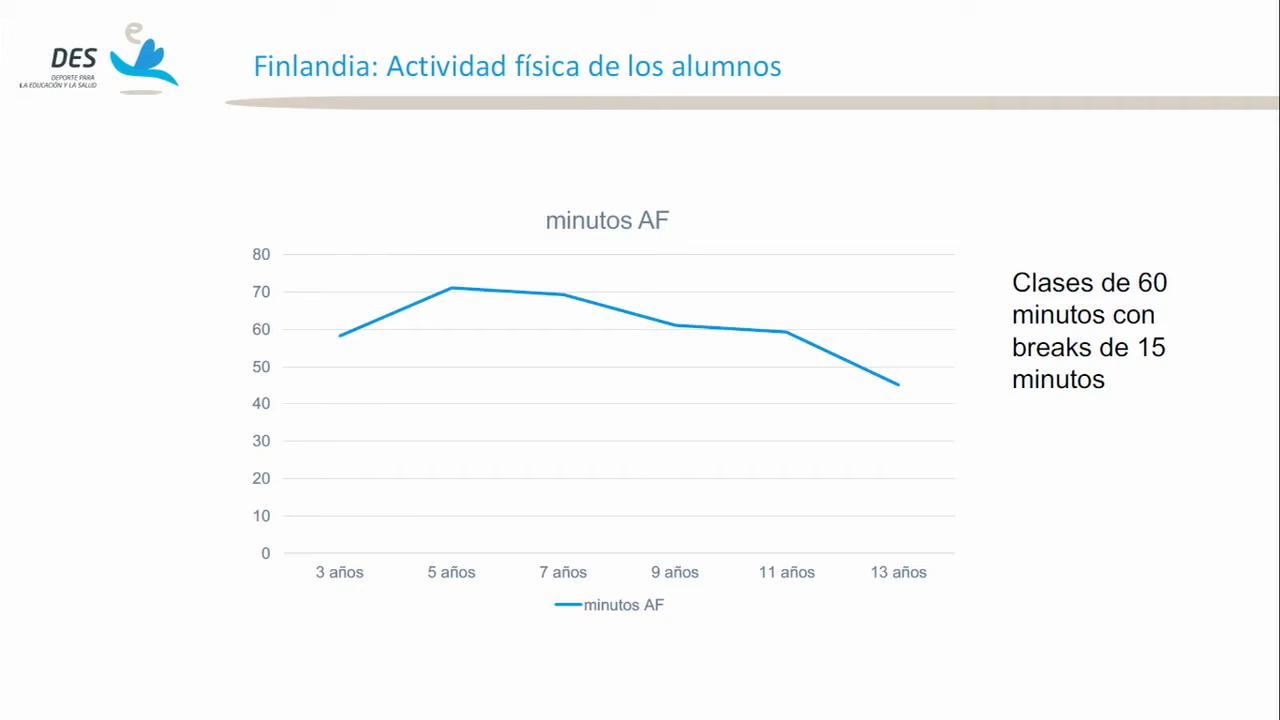 DES
DEPORTE PARA
LA EDUCACIÓN Y LA SALUD
Finlandia: Actividad física de los alumnos
minutos AF
80
70
60
50
40
30
20
10
0
3 años 5 años 7 años 9 años 11 años 13 años
minutos AF
Clases de 60
minutos con
breaks de 15
minutos